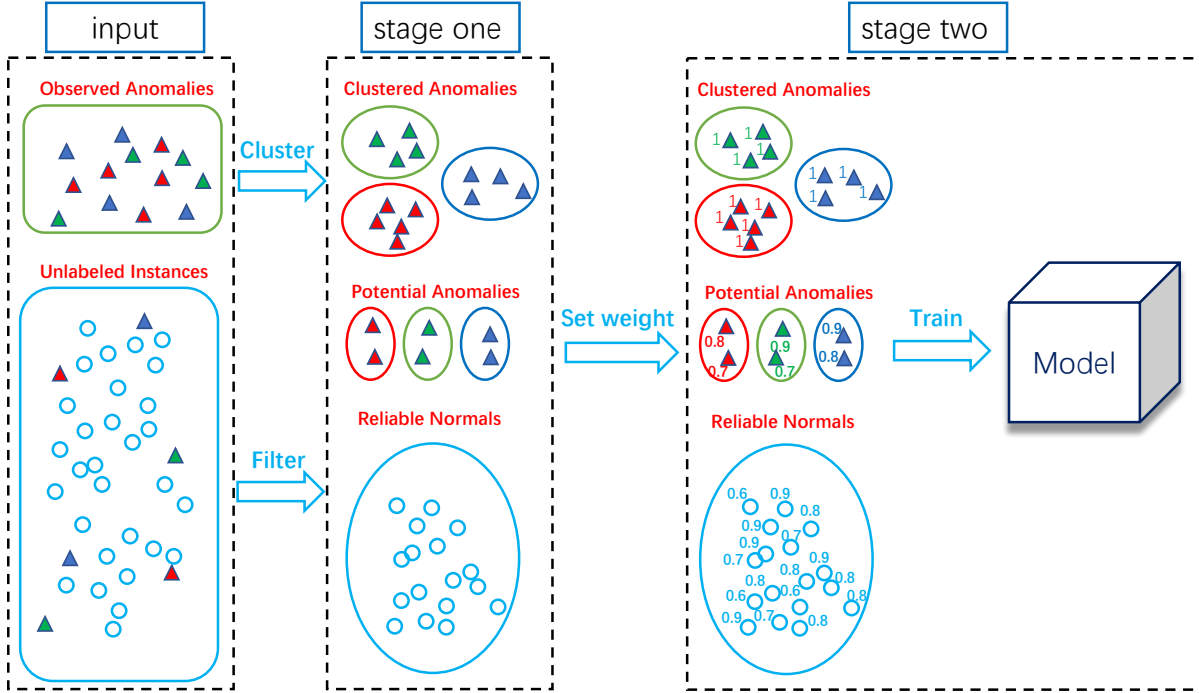 input
stage one
stage two
Observed Anomalies
Cluster
Clustered Anomalies
Clustered Anomalies
1 1
1 1
1 1
1 1
1 1
1 1
1
Unlabeled Instances
Potential Anomalies
Set weight
Potential Anomalies
0.8
0.7
0.9
0.7
0.9
0.8
Train
Model
Filter
Reliable Normals
Reliable Normals
0.6 0.9
0.8
0.9 0.7
0.9
0.7 0.9
0.8 0.8
0.8 0.6
0.6 0.8
0.9 0.7 0.8